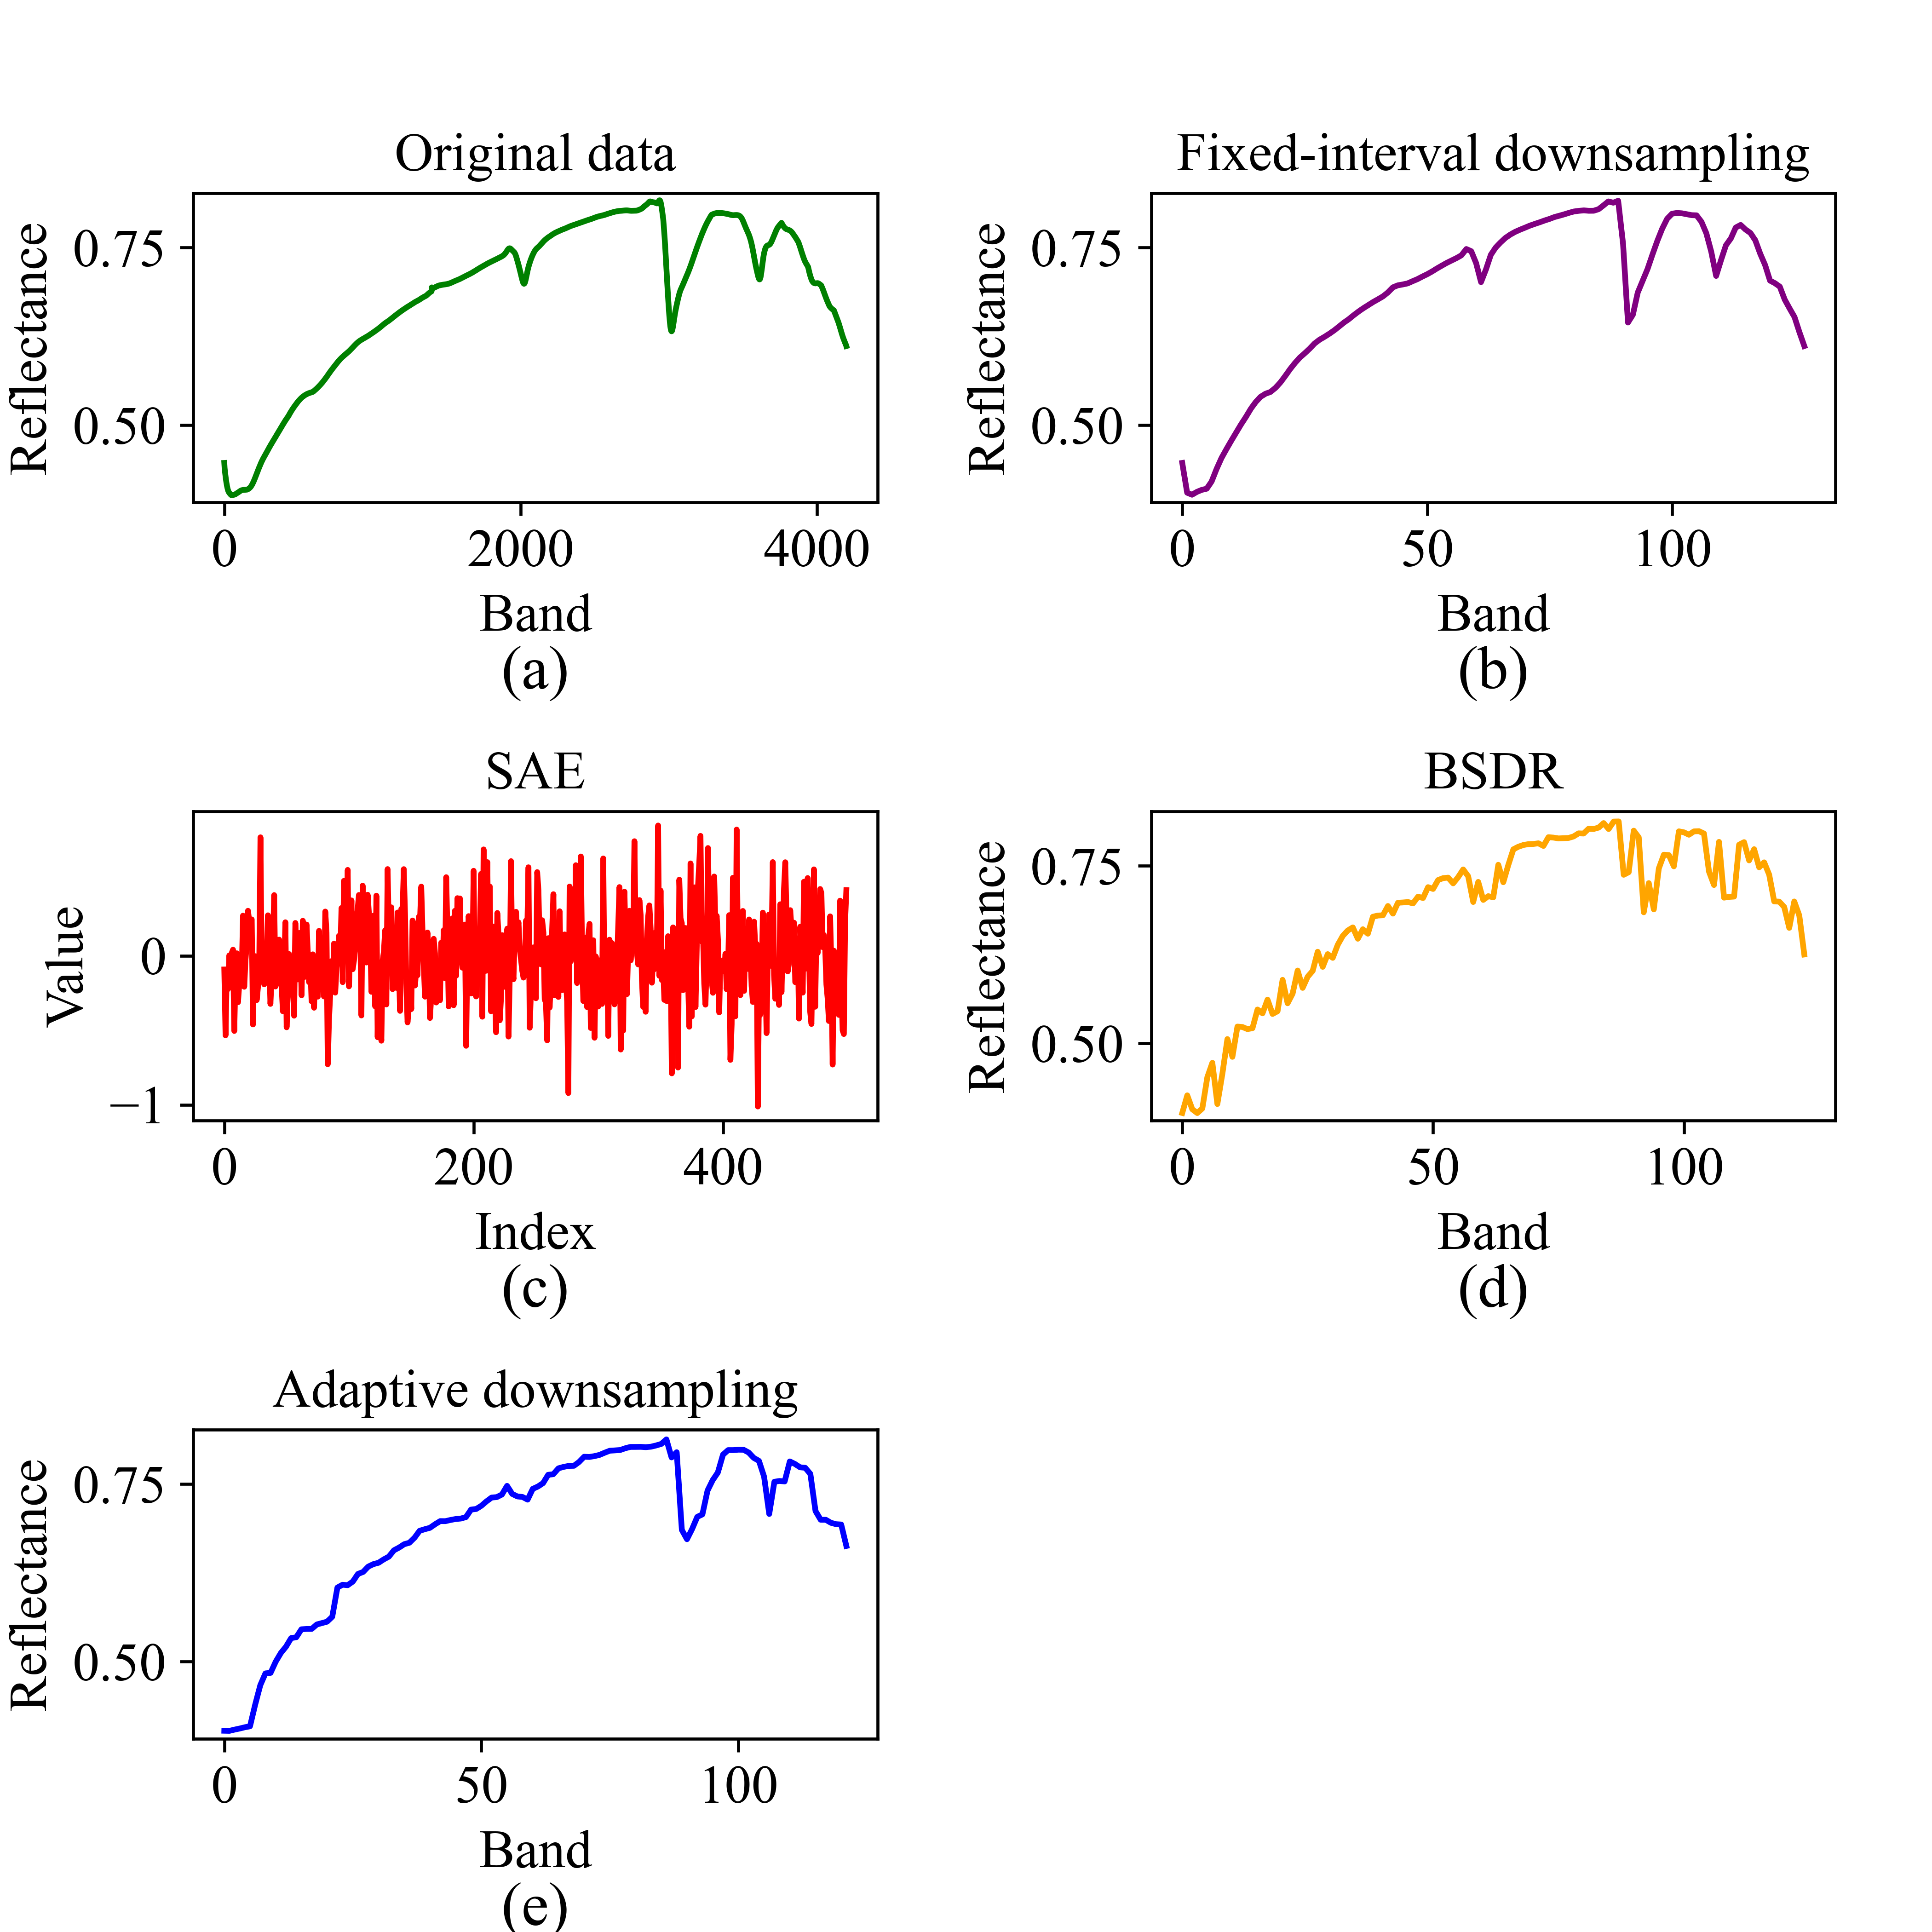 Original data
Reflectance
0.75
0.50
0 2000 4000
Band
(a)
Fixed-interval downsampling
Reflectance
0.75
0.50
0 50 100
Band
(b)
SAE
Value
0
−1
0 200 400
Index
(c)
BSDR
Reflectance
0.75
0.50
0 50 100
Band
(d)
Adaptive downsampling
Reflectance
0.75
0.50
0 50 100
Band
(e)